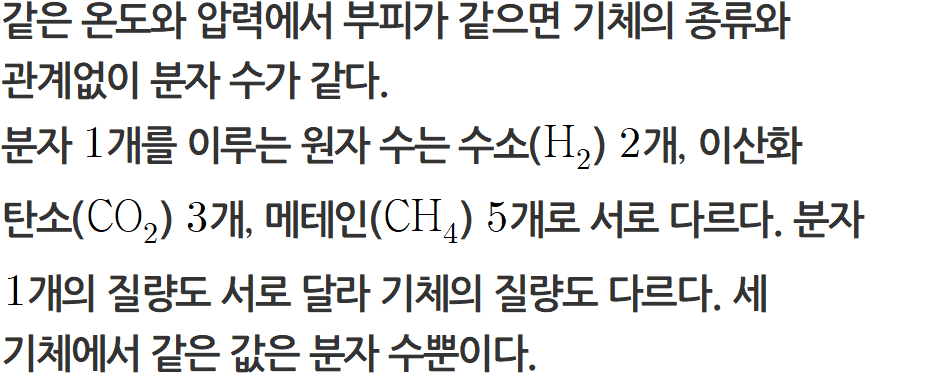 같은 온도와 압력에서 부피가 같으면 기체의 종류와
관계없이 분자 수가 같다.
분자 1개를 이루는 원자 수는 수소(H₂) 2개, 이산화
탄소(CO₂) 3개, 메테인(CH₄) 5개로 서로 다르다. 분자
1개의 질량도 서로 달라 기체의 질량도 다르다. 세
기체에서 같은 값은 분자 수뿐이다.